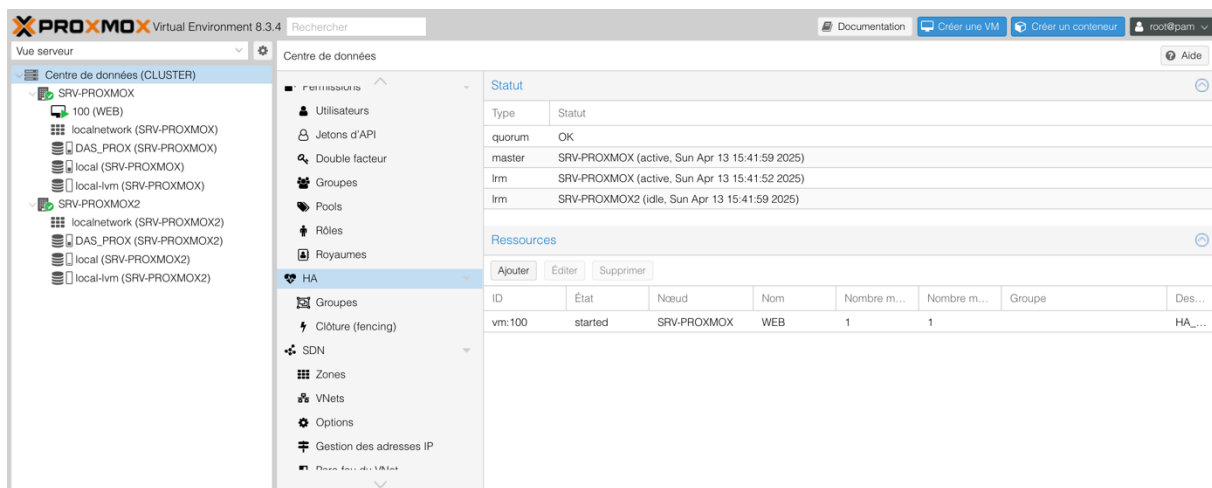 PROXMOX Virtual Environment 8.3.4 Rechercher Documentation Créer une VM Créer un conteneur root@pam
Vue serveur
Centre de données (CLUSTER)
SRV-PROXMOX
100 (WEB)
localnetwork (SRV-PROXMOX)
DAS_PROX (SRV-PROXMOX)
local (SRV-PROXMOX)
local-lvm (SRV-PROXMOX)
SRV-PROXMOX2
localnetwork (SRV-PROXMOX2)
DAS_PROX (SRV-PROXMOX2)
local (SRV-PROXMOX2)
local-lvm (SRV-PROXMOX2)
Centre de données Aide
Permissions
Utilisateurs
Jetons d'API
Double facteur
Groupes
Pools
Rôles
Royaumes
HA
Groupes
Clôture (fencing)
SDN
Zones
VNets
Options
Gestion des adresses IP
Pare-feu du VNet
Statut
Type Statut
quorum OK
master SRV-PROXMOX (active, Sun Apr 13 15:41:59 2025)
lrm SRV-PROXMOX (active, Sun Apr 13 15:41:52 2025)
lrm SRV-PROXMOX2 (idle, Sun Apr 13 15:41:59 2025)
Ressources
Ajouter Éditer Supprimer
ID État Nœud Nom Nombre m... Nombre m... Groupe Des...
vm:100 started SRV-PROXMOX WEB 1 1 HA_...